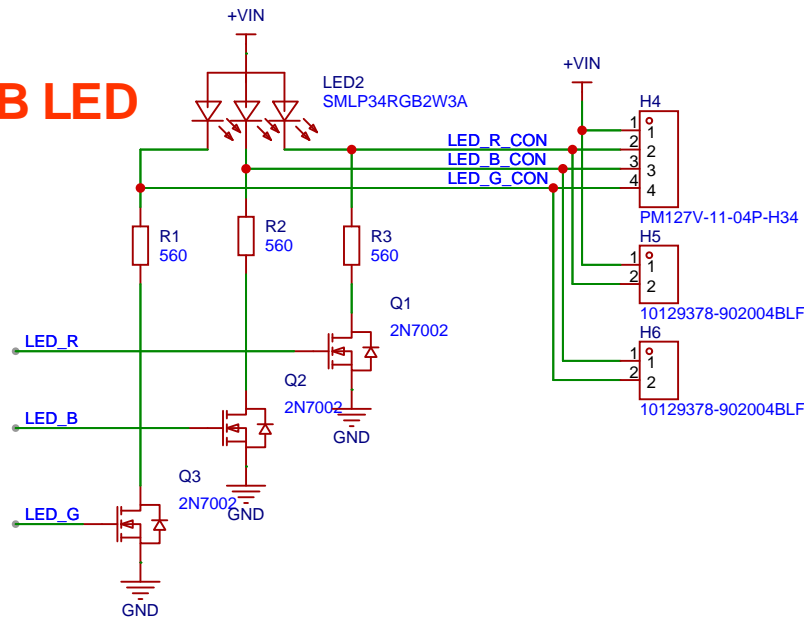 +VIN
B LED
LED2
SMLP34RGB2W3A
+VIN
H4
LED_R_CON
LED_B_CON
LED_G_CON
1
2
3
4
1
2
3
4
PM127V-11-04P-H34
R1
560
R2
560
R3
560
H5
1
2
1
2
10129378-902004BLF
Q1
2N7002
LED_R
H6
1
2
1
2
10129378-902004BLF
Q2
2N7002
GND
LED_B
Q3
2N7002
GND
LED_G
GND